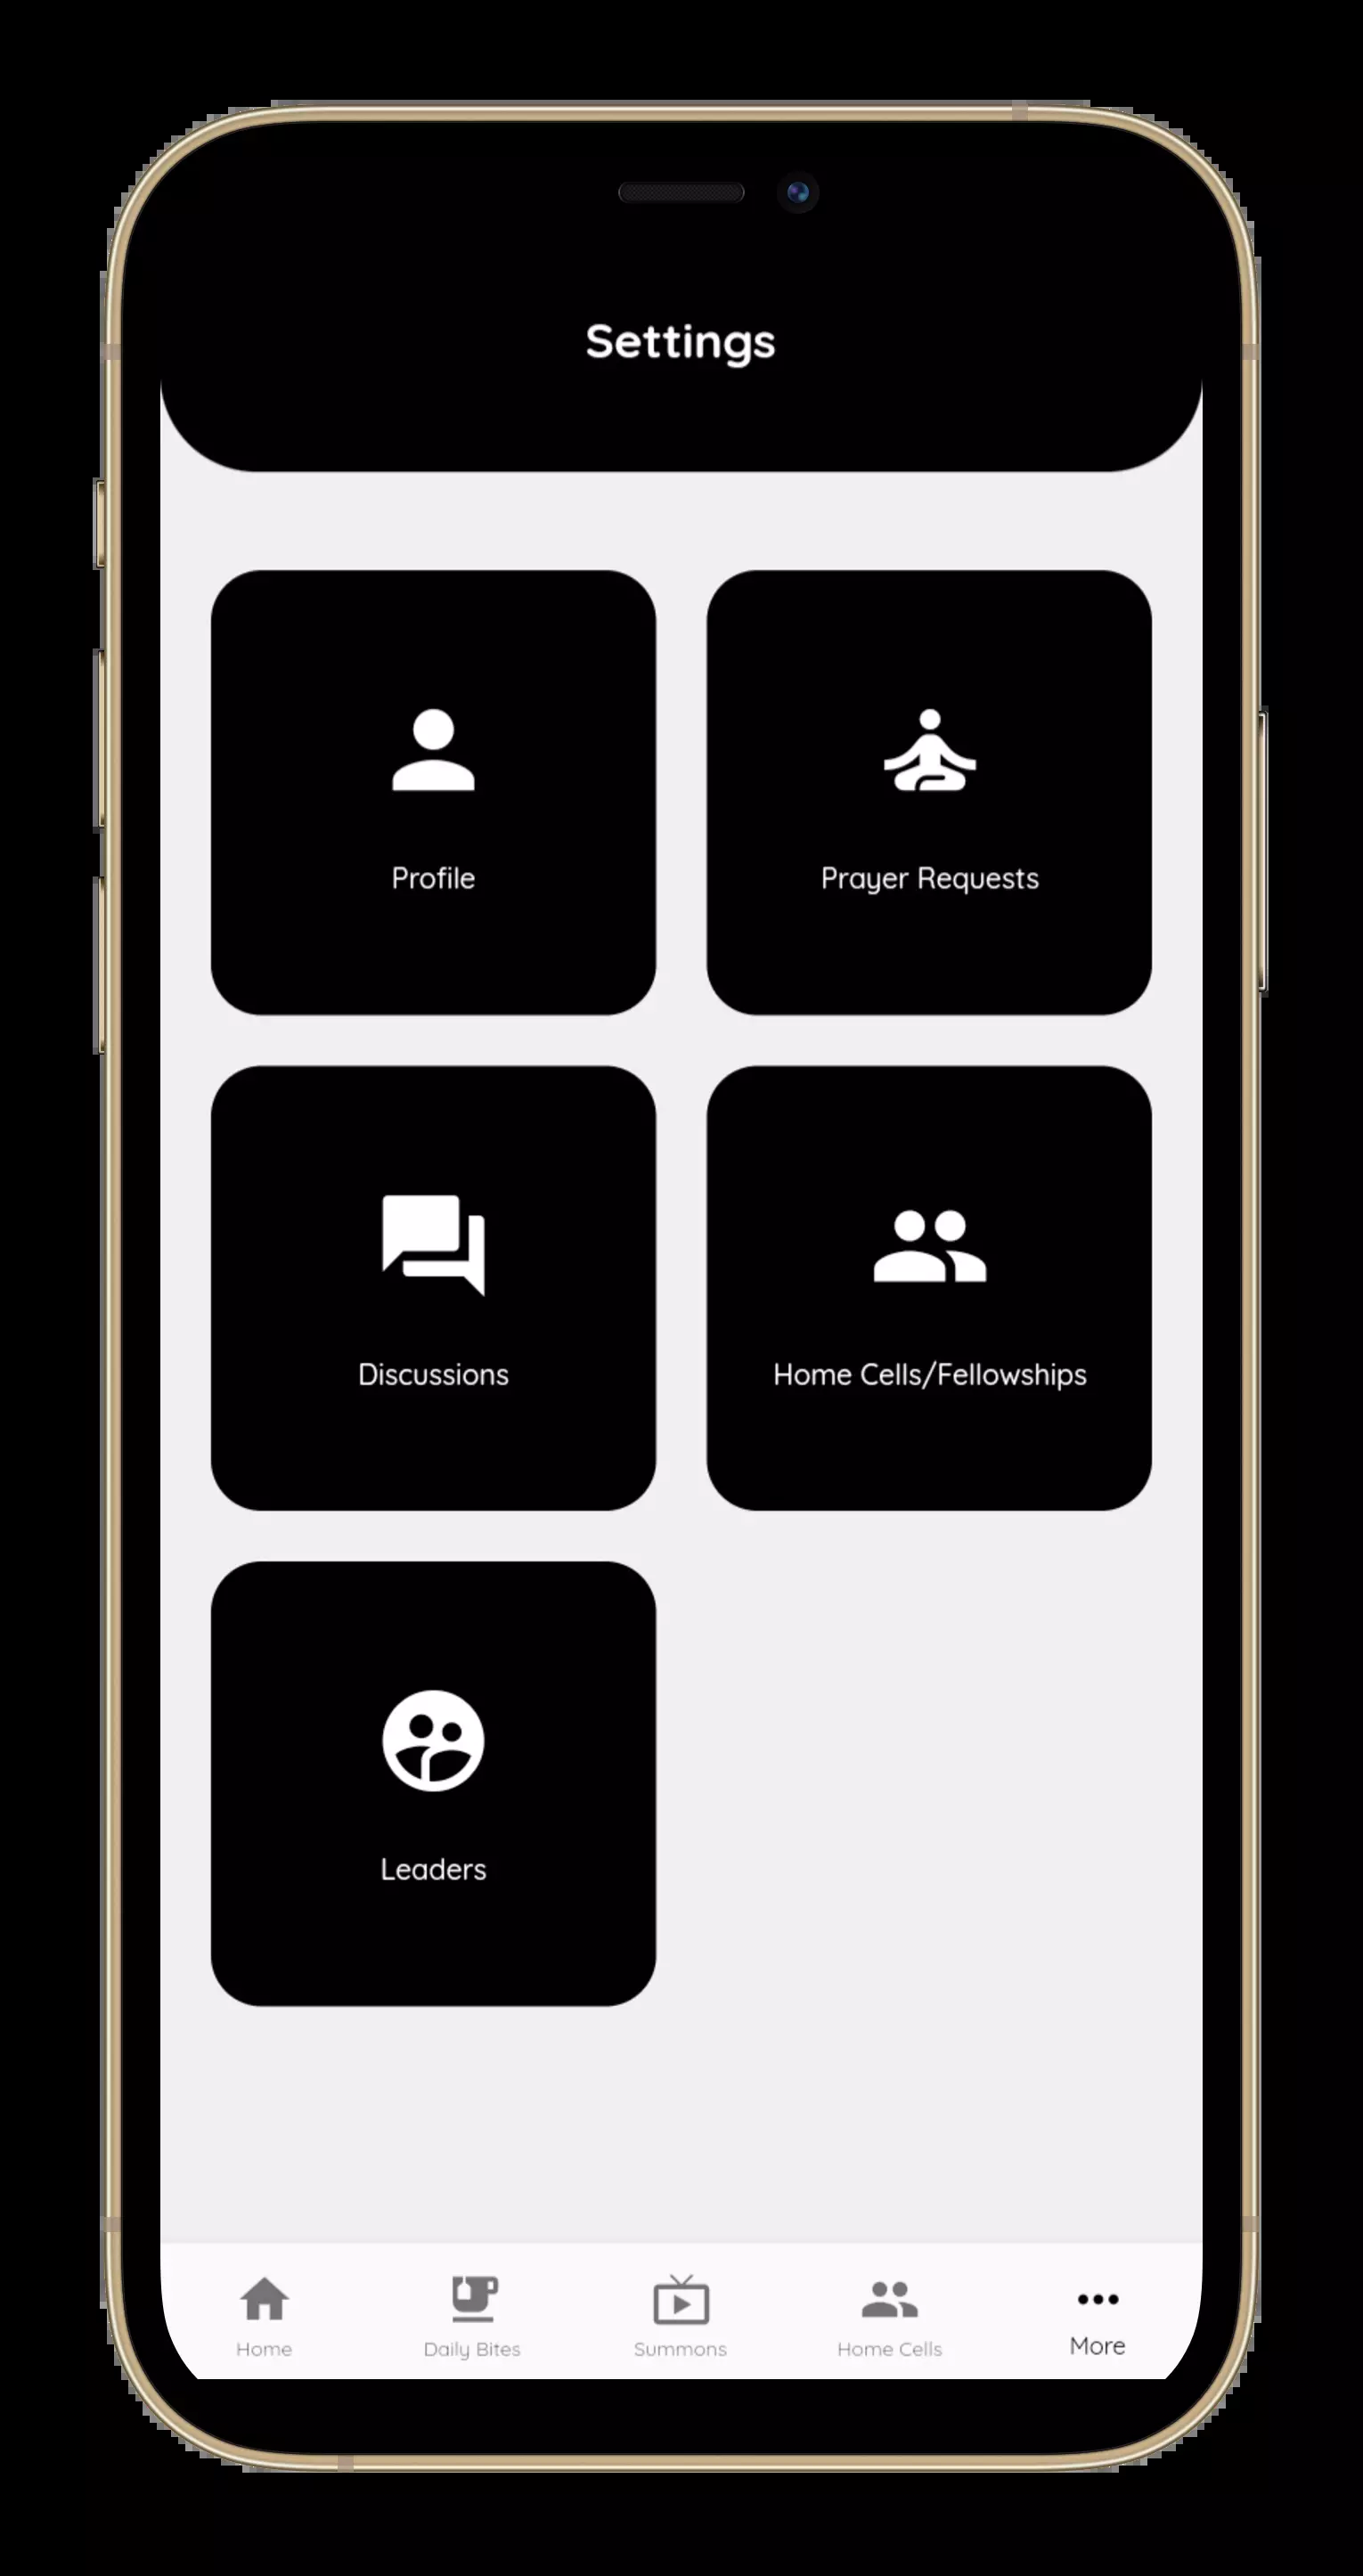 Settings
Profile
Prayer Requests
Discussions
Home Cells/Fellowships
Leaders
Home
Daily Bites
Summons
Home Cells
More